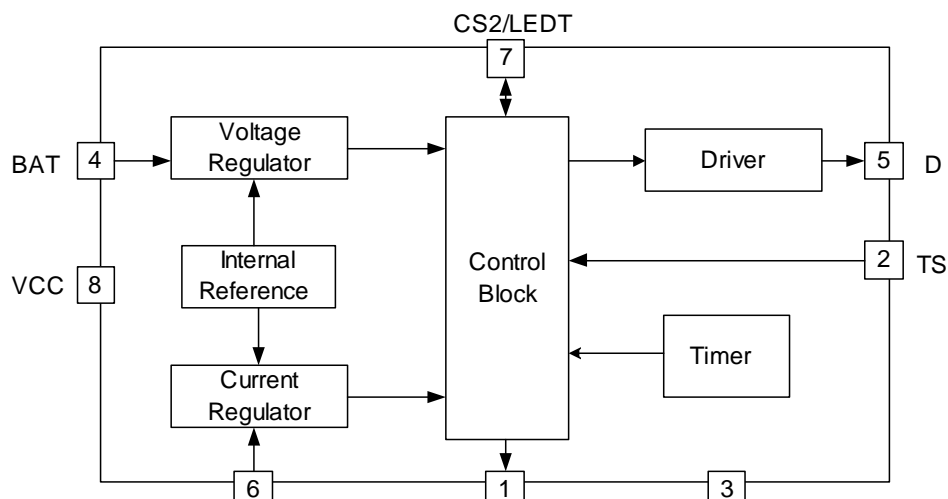 CS2/LEDT
7
Voltage
Regulator
BAT
4
Driver
5
D
Internal
Reference
Control
Block
2
TS
VCC
8
Timer
Current
Regulator
6
1
3